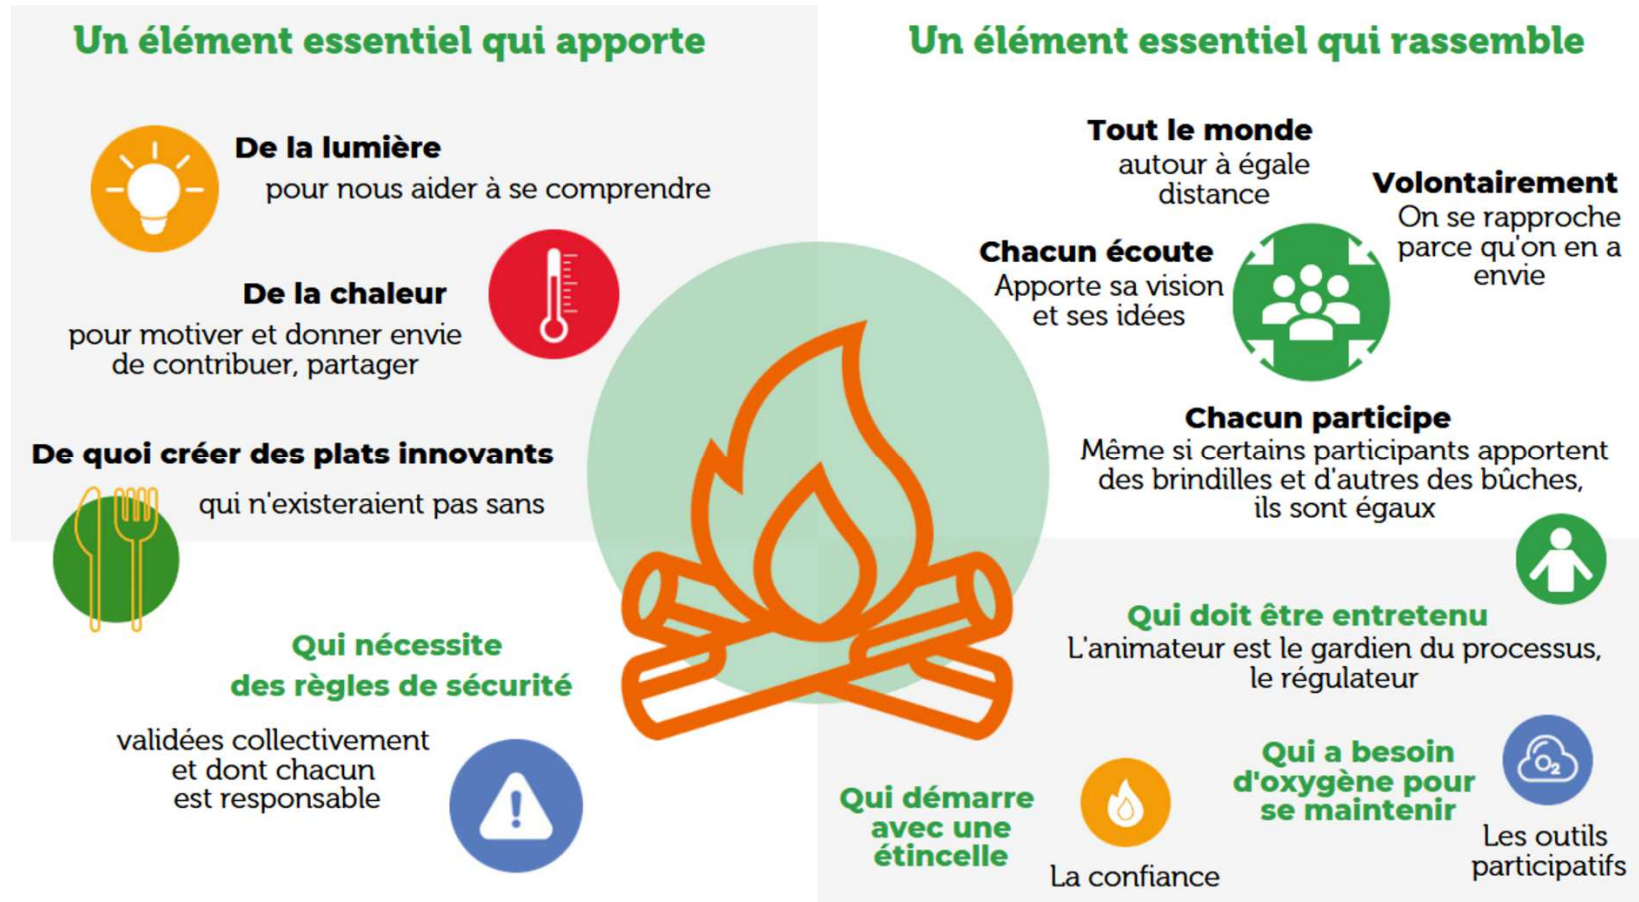 Un élément essentiel qui apporte
De la lumière
pour nous aider à se comprendre
De la chaleur
pour motiver et donner envie
de contribuer, partager
De quoi créer des plats innovants
qui n'existeraient pas sans
Qui nécessite
des règles de sécurité
validées collectivement
et dont chacun
est responsable
Un élément essentiel qui rassemble
Tout le monde
autour à égale
distance
Volontairement
On se rapproche
parce qu'on en a
envie
Chacun écoute
Apporte sa vision
et ses idées
Chacun participe
Même si certains participants apportent
des brindilles et d'autres des bûches,
ils sont égaux
Qui doit être entretenu
L'animateur est le gardien du processus,
le régulateur
Qui démarre
avec une
étincelle
La confiance
Qui a besoin
d'oxygène pour
se maintenir
O2
Les outils
participatifs